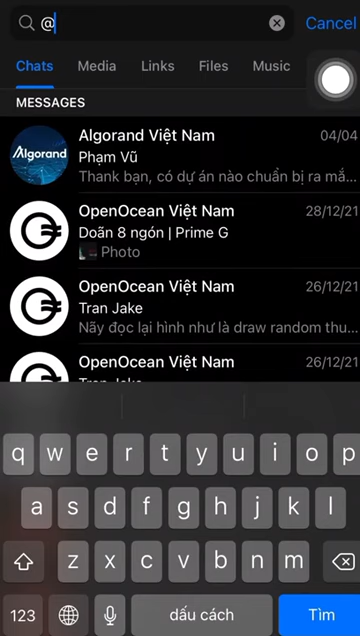 @
Cancel
Chats Media Links Files Music
MESSAGES
Algorand Việt Nam 04/04
Phạm Vũ
Thank bạn, có dự án nào chuẩn bị ra mắ...
OpenOcean Việt Nam 28/12/21
Doãn 8 ngón | Prime G
Photo
OpenOcean Việt Nam 26/12/21
Tran Jake
Nãy đọc lại hình như là draw random thu...
OpenOcean Việt Nam 26/12/21
Tran Jake
Algorand
q w e r t y u i o p
a s d f g h j k l
z x c v b n m
123 dấu cách Tìm